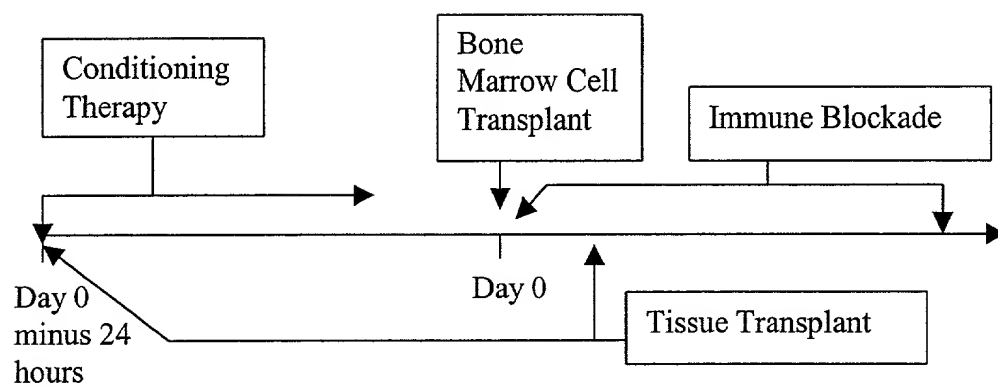 Conditioning
Therapy
Bone
Marrow Cell
Transplant
Immune Blockade
Day 0
minus 24
hours
Day 0
Tissue Transplant